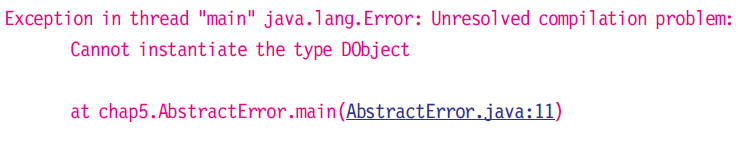 Exception in thread "main" java.lang.Error: Unresolved compilation problem:
Cannot instantiate the type DObject
at chap5.AbstractError.main(AbstractError.java:11)